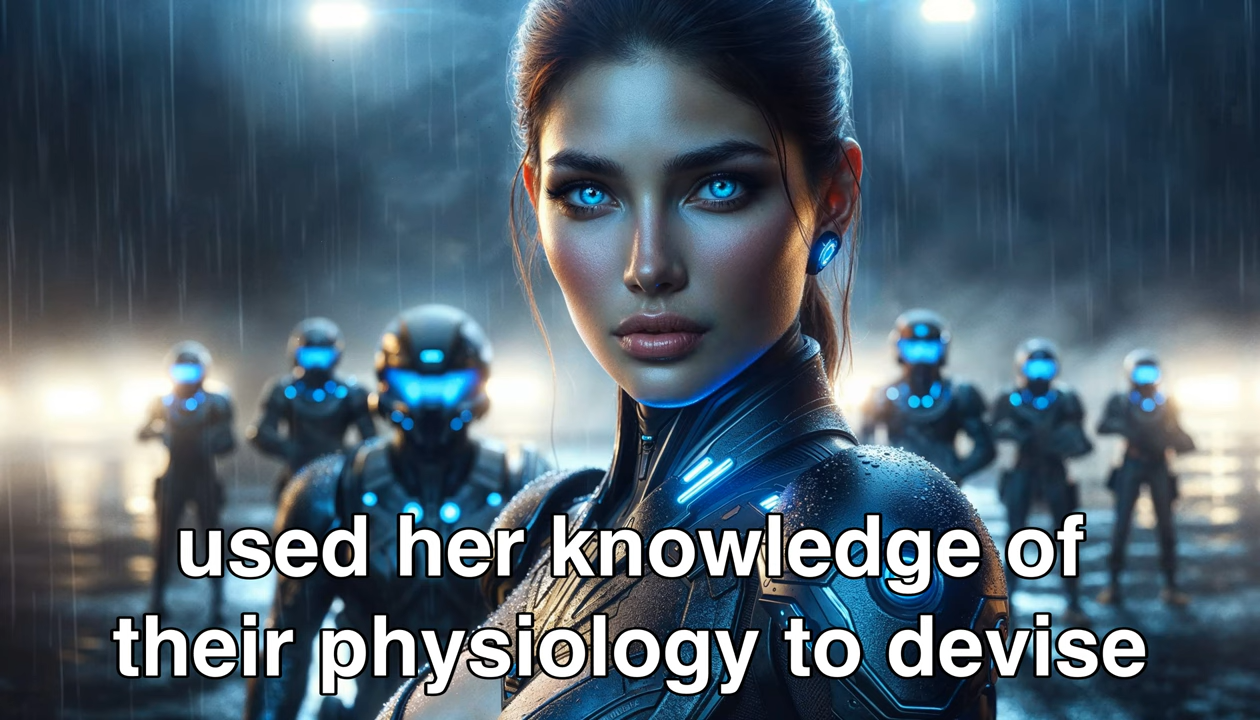 used her knowledge of
their physiology to devise